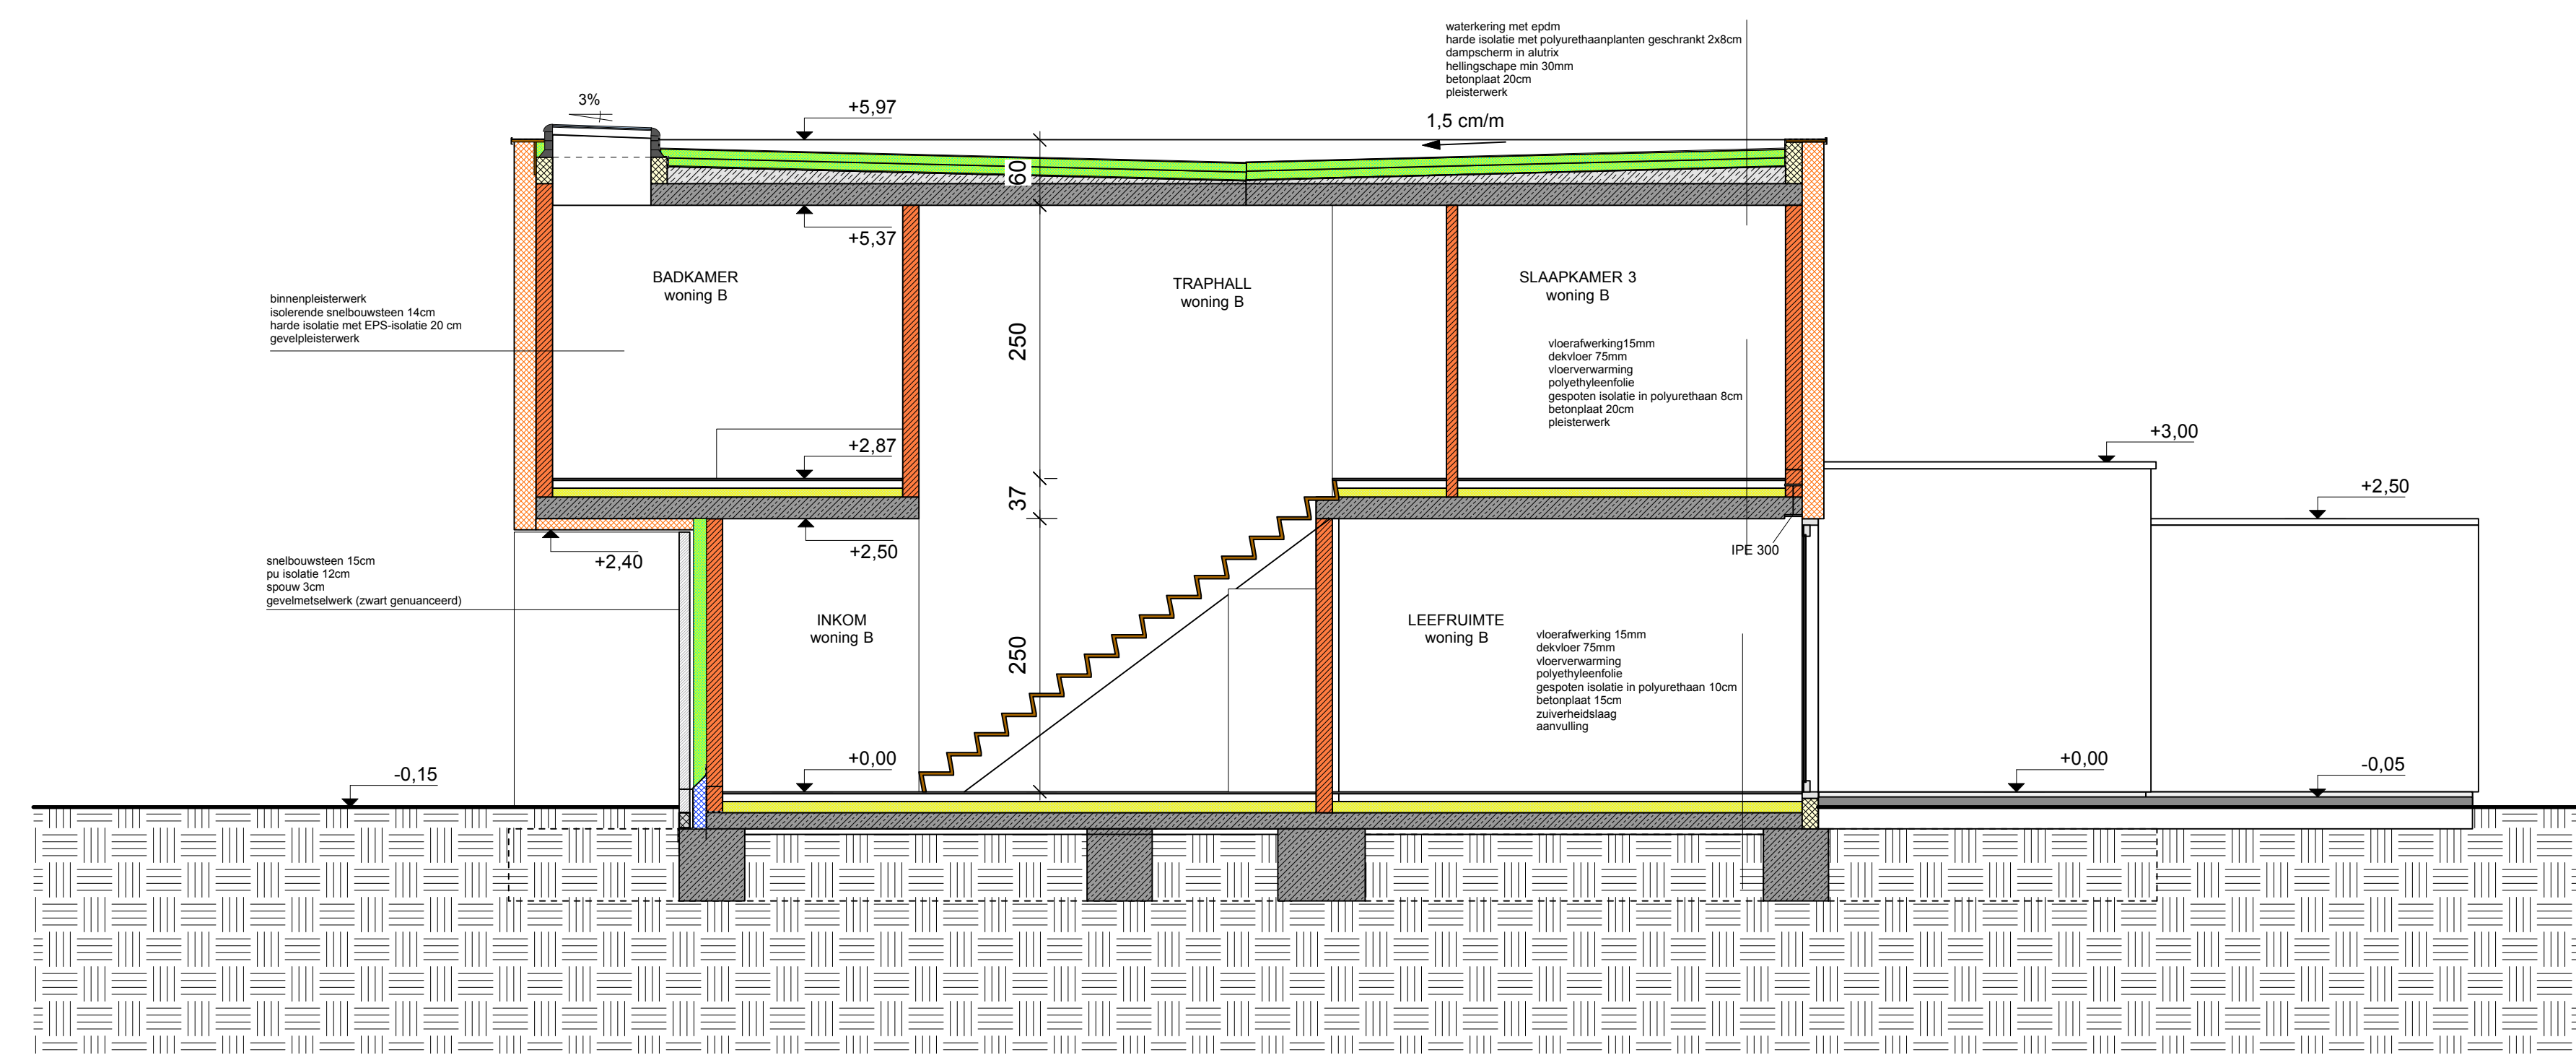 waterkering met epdm
harde isolatie met polyurethaanplanten geschrankt 2x8cm
dampscherm in alutrix
hellingschape min 30mm
betonplaat 20cm
pleisterwerk
3%
+5,97
1,5 cm/m
60
+5,37
BADKAMER
woning B
TRAPHALL
woning B
SLAAPKAMER 3
woning B
binnenpleisterwerk
isolerende snelbouwsteen 14cm
harde isolatie met EPS-isolatie 20 cm
gevelpleisterwerk
250
vloerafwerking15mm
dekvloer 75mm
vloerverwarming
polyethyleenfolie
gespoten isolatie in polyurethaan 8cm
betonplaat 20cm
pleisterwerk
+2,87
+3,00
37
+2,50
+2,50
+2,40
IPE 300
snelbouwsteen 15cm
pu isolatie 12cm
spouw 3cm
gevelmetselwerk (zwart genuanceerd)
INKOM
woning B
250
LEEFRUIMTE
woning B
vloerafwerking 15mm
dekvloer 75mm
vloerverwarming
polyethyleenfolie
gespoten isolatie in polyurethaan 10cm
betonplaat 15cm
zuiverheidslaag
aanvulling
-0,15
+0,00
+0,00
-0,05